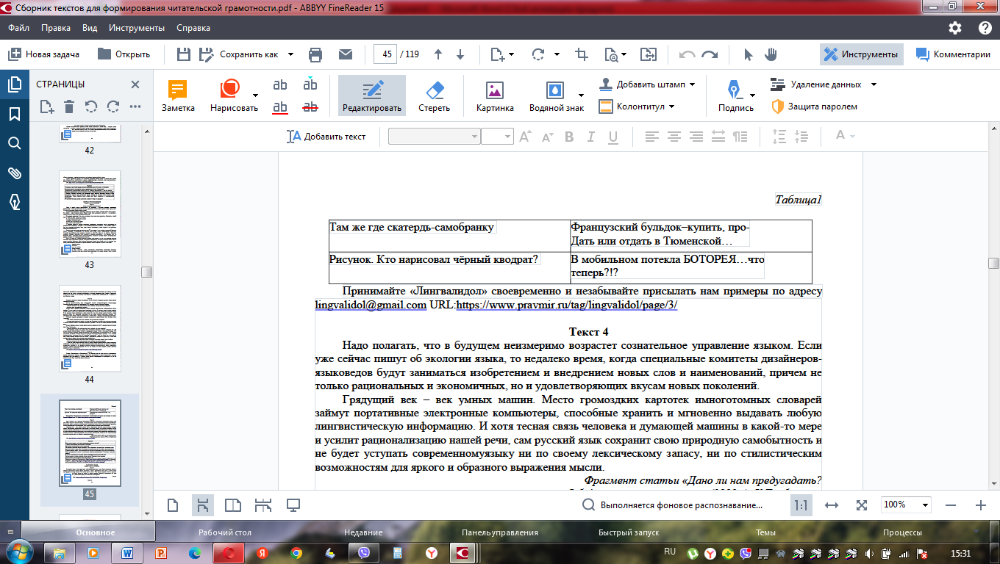 Сборник текстов для формирования читательской грамотности.pdf - ABBYY FineReader 15
Файл Правка Вид Инструменты Справка
Новая задача Открыть Сохранить как 45 / 119 Инструменты Комментарии
СТРАНИЦЫ
Заметка Нарисовать Редактировать Стереть Картинка Водяной знак Добавить штамп Колонтитул Подпись Удаление данных Защита паролем
Добавить текст
42
43
44
45
Таблица1
Там же где скатердь-самобранку Французский бульдок–купить, про-
Дать или отдать в Тюменской…
Рисунок. Кто нарисовал чёрный кводрат? В мобильном потекла БОТОРЕЯ…что
теперь?!?
Принимайте «Лингвалидол» своевременно и незабывайте присылать нам примеры по адресу
lingvalidol@gmail.com URL:https://www.pravmir.ru/tag/lingvalidol/page/3/
Текст 4
Надо полагать, что в будущем неизмеримо возрастет сознательное управление языком. Если
уже сейчас пишут об экологии языка, то недалеко время, когда специальные комитеты дизайнеров-
языковедов будут заниматься изобретением и внедрением новых слов и наименований, причем не
только рациональных и экономичных, но и удовлетворяющих вкусам новых поколений.
Грядущий век – век умных машин. Место громоздких картотек имноготомных словарей
займут портативные электронные компьютеры, способные хранить и мгновенно выдавать любую
лингвистическую информацию. И хотя тесная связь человека и думающей машины в какой-то мере
и усилит рационализацию нашей речи, сам русский язык сохранит свою природную самобытность и
не будет уступать современномуязыку ни по своему лексическому запасу, ни по стилистическим
возможностям для яркого и образного выражения мысли.
Фрагмент статьи «Дано ли нам предугадать?
Выполняется фоновое распознавание... 1:1 100%
Основное Рабочий стол Недавние Панель управления Быстрый запуск Темы Процессы
RU 15:31